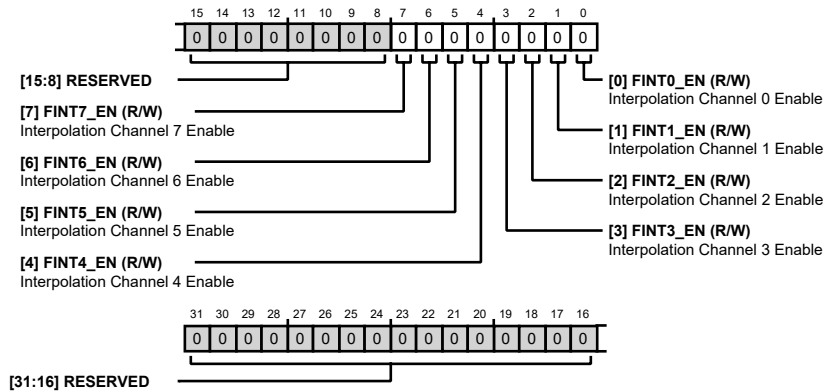 15 14 13 12 11 10 9 8 7 6 5 4 3 2 1 0
0 0 0 0 0 0 0 0 0 0 0 0 0 0 0 0
[15:8] RESERVED
[7] FINT7_EN (R/W)
Interpolation Channel 7 Enable
[6] FINT6_EN (R/W)
Interpolation Channel 6 Enable
[5] FINT5_EN (R/W)
Interpolation Channel 5 Enable
[4] FINT4_EN (R/W)
Interpolation Channel 4 Enable
[0] FINT0_EN (R/W)
Interpolation Channel 0 Enable
[1] FINT1_EN (R/W)
Interpolation Channel 1 Enable
[2] FINT2_EN (R/W)
Interpolation Channel 2 Enable
[3] FINT3_EN (R/W)
Interpolation Channel 3 Enable
31 30 29 28 27 26 25 24 23 22 21 20 19 18 17 16
0 0 0 0 0 0 0 0 0 0 0 0 0 0 0 0
[31:16] RESERVED